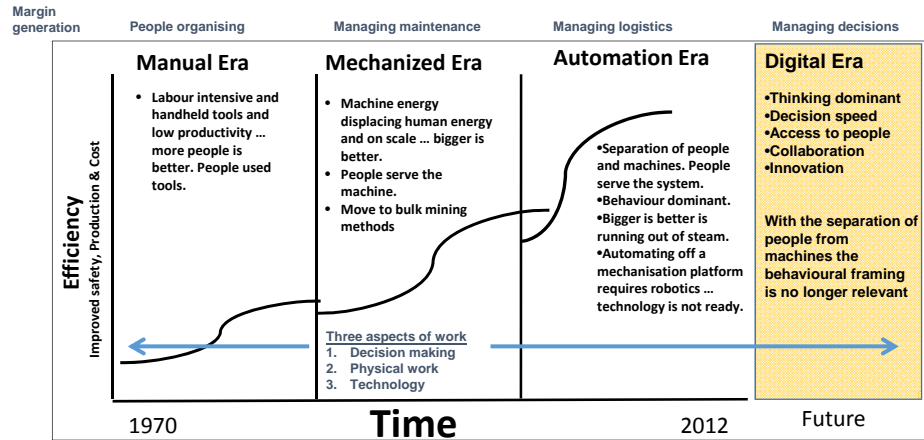 Margin
generation
People organising
Managing maintenance
Managing logistics
Managing decisions
Manual Era
• Labour intensive and
handheld tools and
low productivity ...
more people is
better. People used
tools.
Mechanized Era
• Machine energy
displacing human energy
and on scale ... bigger is
better.
• People serve the
machine.
• Move to bulk mining
methods
Automation Era
•Separation of people
and machines. People
serve the system.
•Behaviour dominant.
•Bigger is better is
running out of steam.
•Automating off a
mechanisation platform
requires robotics ...
technology is not ready.
Digital Era
•Thinking dominant
•Decision speed
•Access to people
•Collaboration
•Innovation
With the separation of
people from
machines the
behavioural framing
is no longer relevant
Efficiency
Improved safety, Production & Cost
Three aspects of work
1. Decision making
2. Physical work
3. Technology
1970
Time
2012
Future